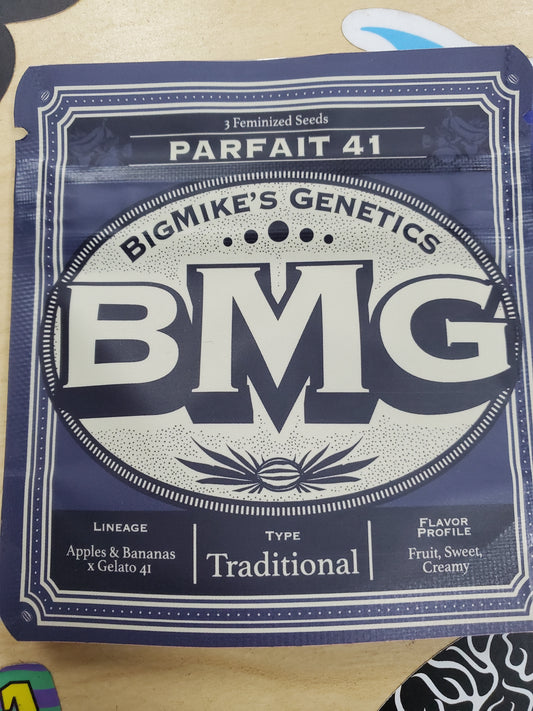 3 Feminized Seeds
PARFAIT 41
BIGMIKE'S GENETICS
BMG
LINEAGE
Apples & Bananas
x Gelato 41
TYPE
Traditional
FLAVOR
PROFILE
Fruit, Sweet,
Creamy
1